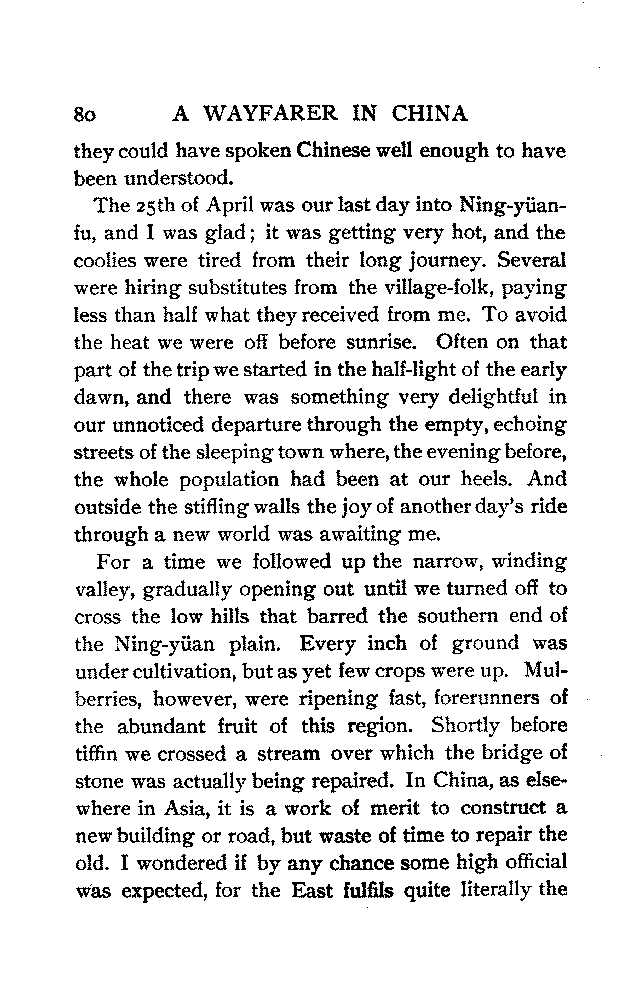 80 A WAYFARER IN CHINA
they could have spoken Chinese well enough to have
been understood.
The 25th of April was our last day into Ning-yüan-
fu, and I was glad; it was getting very hot, and the
coolies were tired from their long journey. Several
were hiring substitutes from the village-folk, paying
less than half what they received from me. To avoid
the heat we were off before sunrise. Often on that
part of the trip we started in the half-light of the early
dawn, and there was something very delightful in
our unnoticed departure through the empty, echoing
streets of the sleeping town where, the evening before,
the whole population had been at our heels. And
outside the stifling walls the joy of another day's ride
through a new world was awaiting me.
For a time we followed up the narrow, winding
valley, gradually opening out until we turned off to
cross the low hills that barred the southern end of
the Ning-yüan plain. Every inch of ground was
under cultivation, but as yet few crops were up. Mul-
berries, however, were ripening fast, forerunners of
the abundant fruit of this region. Shortly before
tiffin we crossed a stream over which the bridge of
stone was actually being repaired. In China, as else-
where in Asia, it is a work of merit to construct a
new building or road, but waste of time to repair the
old. I wondered if by any chance some high official
was expected, for the East fulfils quite literally the